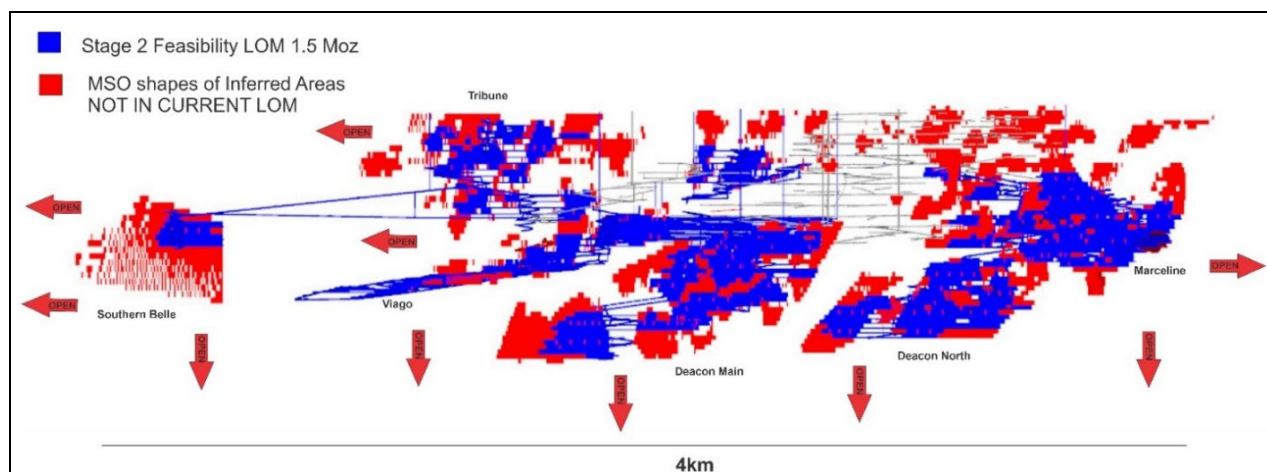 Stage 2 Feasibility LOM 1.5 Moz
MSO shapes of Inferred Areas
NOT IN CURRENT LOM
Tribune
OPEN
OPEN
OPEN
OPEN
Marceline
OPEN
Southern Belle
Viago
OPEN
OPEN
OPEN
OPEN
OPEN
Deacon Main
Deacon North
4km